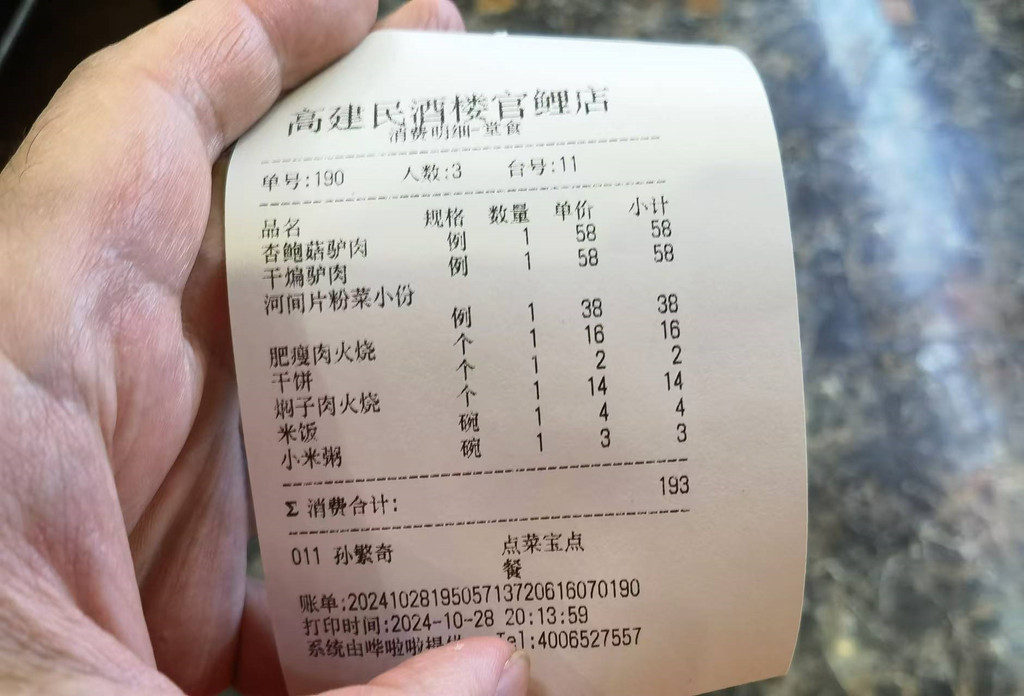 高建民酒楼官鲤店
消费明细-堂食
单号:190 人数:3 台号:11
品名 规格 数量 单价 小计
杏鲍菇驴肉 例 1 58 58
干煸驴肉 例 1 58 58
河间片粉菜小份
例 1 38 38
肥瘦肉火烧 个 1 16 16
干饼 个 1 2 2
焖子肉火烧 个 1 14 14
米饭 碗 1 4 4
小米粥 碗 1 3 3
Σ 消费合计: 193
011 孙繁奇 点菜宝点
餐
账单:2024102819505713720616070190
打印时间:2024-10-28 20:13:59
系统由哗啦啦提供 Tel:4006527557